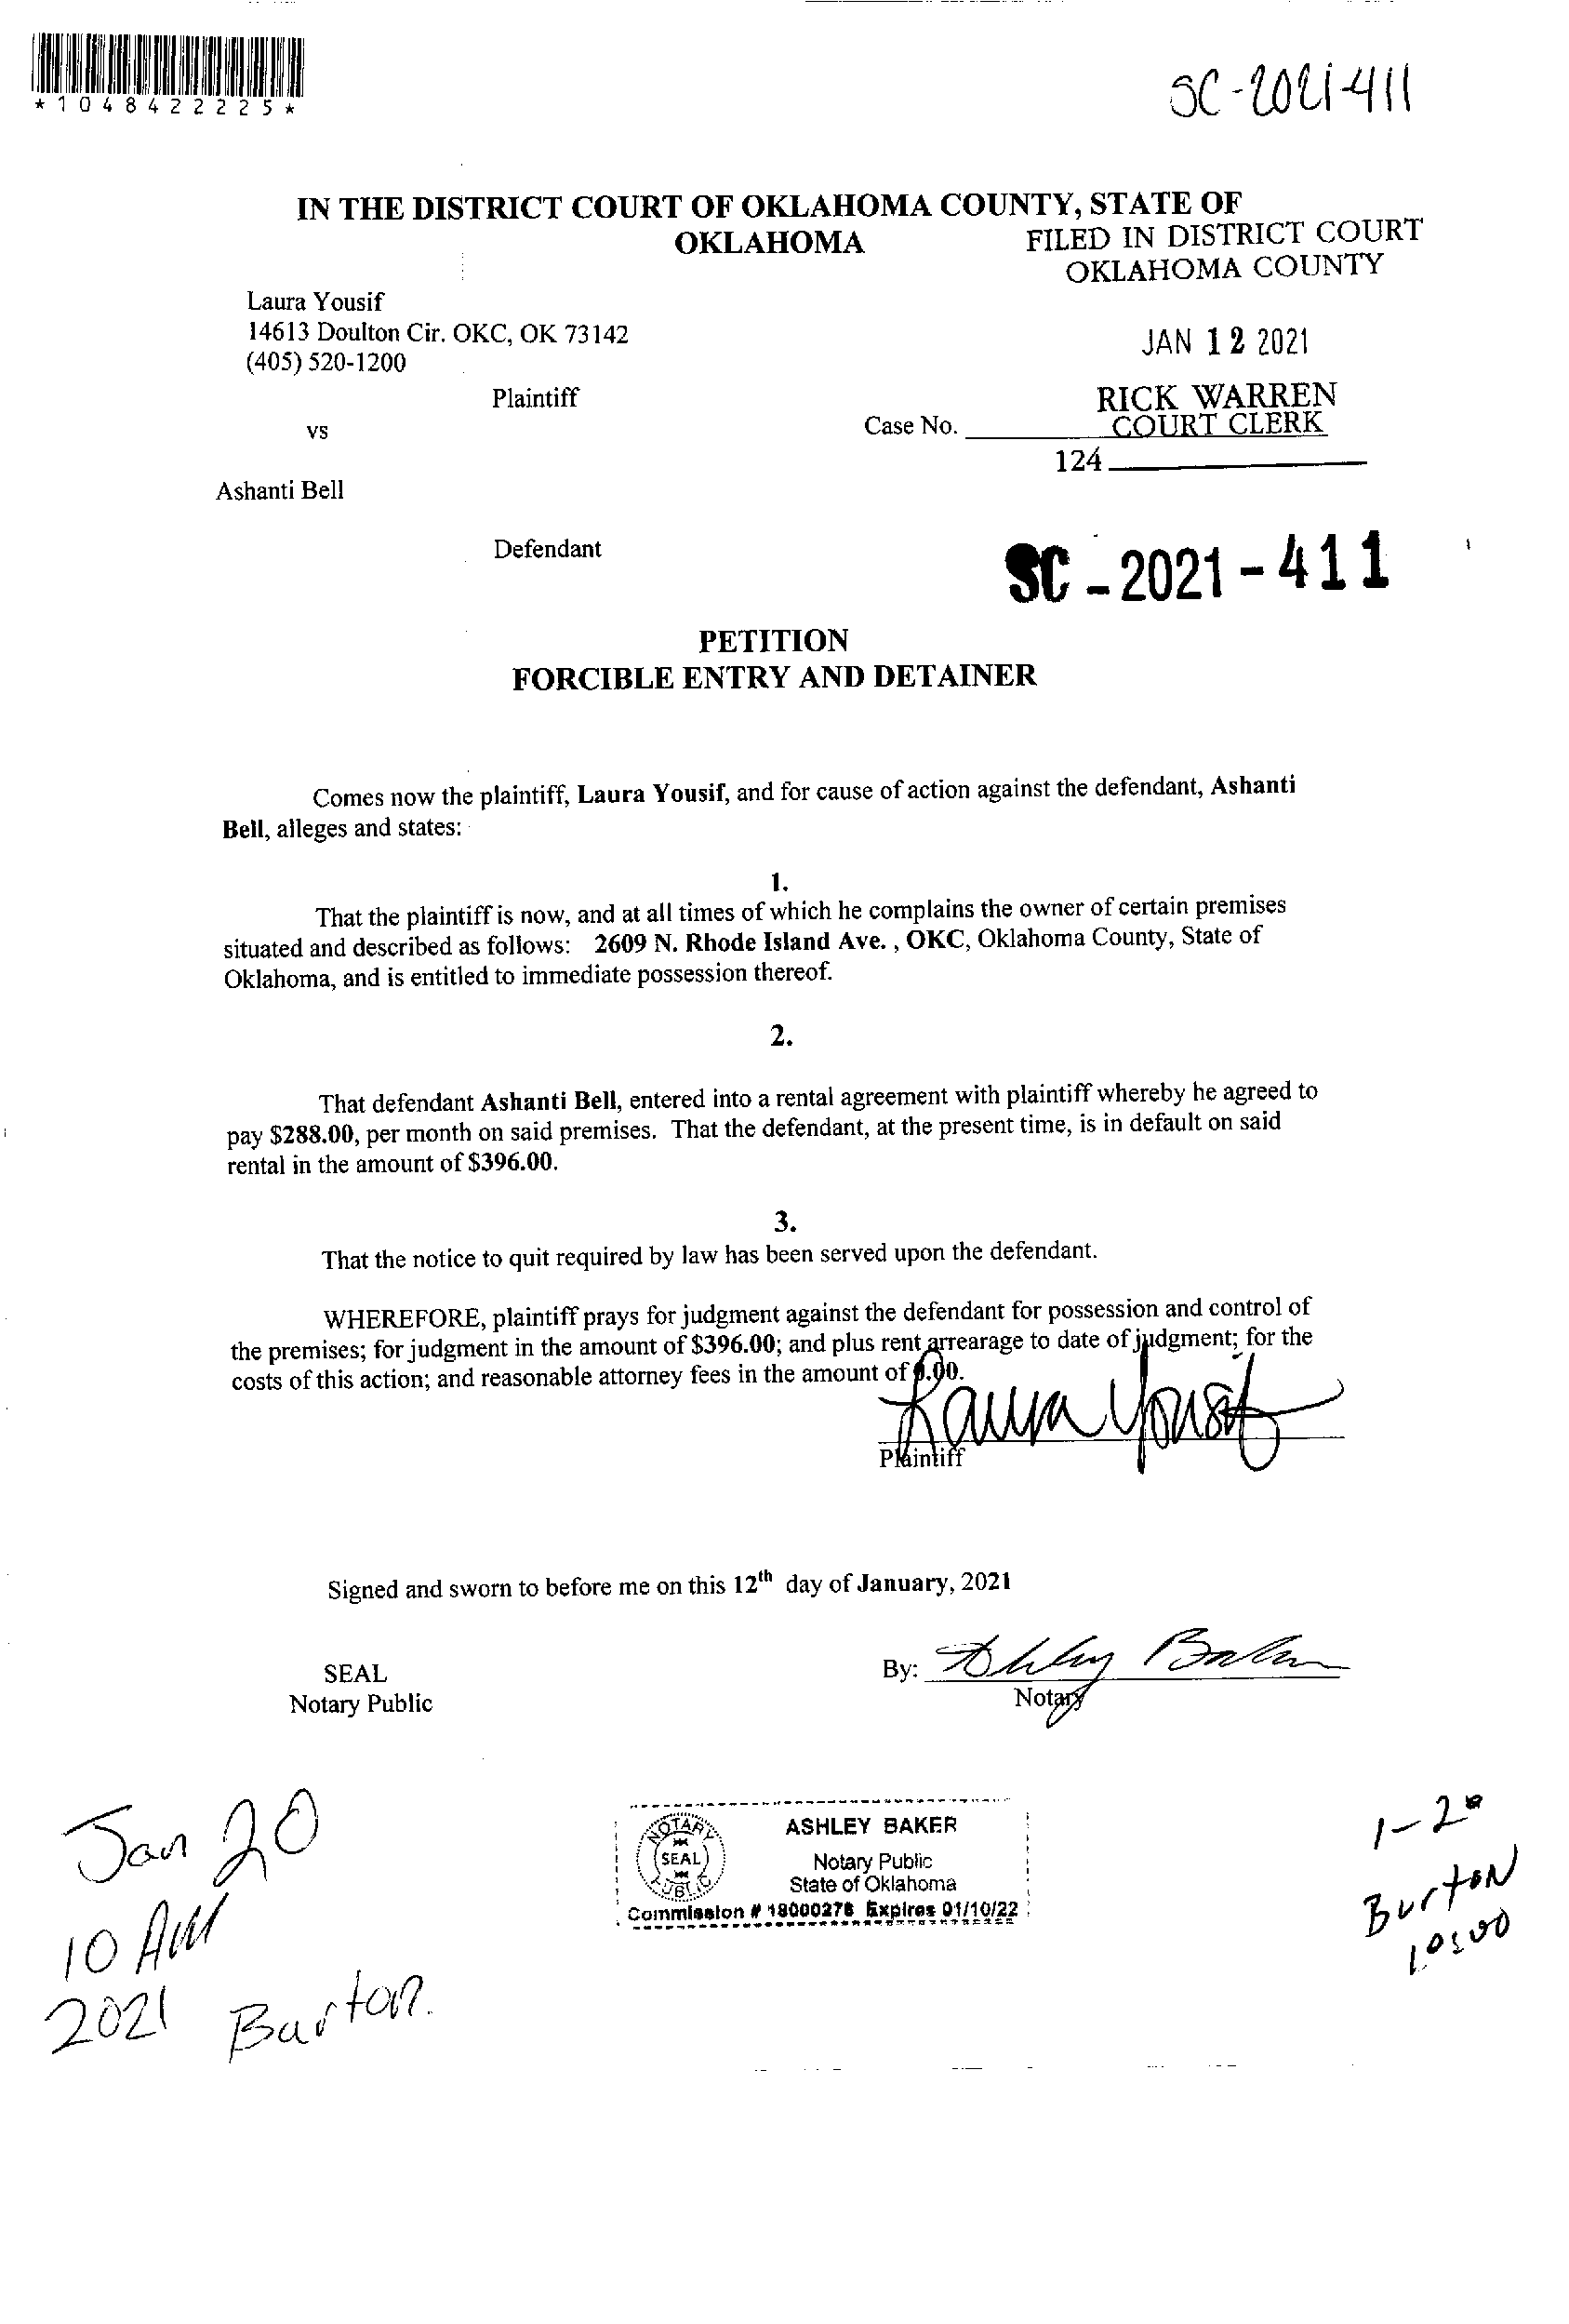 *1048422225*
SC-2021-411
IN THE DISTRICT COURT OF OKLAHOMA COUNTY, STATE OF
OKLAHOMA
FILED IN DISTRICT COURT
OKLAHOMA COUNTY
Laura Yousif
14613 Doulton Cir. OKC, OK 73142
(405) 520-1200
JAN 12 2021
Plaintiff
RICK WARREN
COURT CLERK
vs
Case No.
124
Ashanti Bell
Defendant
SC - 2021 - 411
PETITION
FORCIBLE ENTRY AND DETAINER
Comes now the plaintiff, Laura Yousif, and for cause of action against the defendant, Ashanti
Bell, alleges and states:
1.
That the plaintiff is now, and at all times of which he complains the owner of certain premises
situated and described as follows: 2609 N. Rhode Island Ave. , OKC, Oklahoma County, State of
Oklahoma, and is entitled to immediate possession thereof.
2.
That defendant Ashanti Bell, entered into a rental agreement with plaintiff whereby he agreed to
pay $288.00, per month on said premises. That the defendant, at the present time, is in default on said
rental in the amount of $396.00.
3.
That the notice to quit required by law has been served upon the defendant.
WHEREFORE, plaintiff prays for judgment against the defendant for possession and control of
the premises; for judgment in the amount of $396.00; and plus rent arrearage to date of judgment; for the
costs of this action; and reasonable attorney fees in the amount of 0.00.
Laura Yousif
Plaintiff
Signed and sworn to before me on this 12th day of January, 2021
SEAL
Notary Public
By: Ashley Baker
Notary
Jan 20
10 AM
2021 Burton.
NOTARY
SEAL
PUBLIC
ASHLEY BAKER
Notary Public
State of Oklahoma
Commission # 18000278 Expires 01/10/22
1-20
Burton
10:00